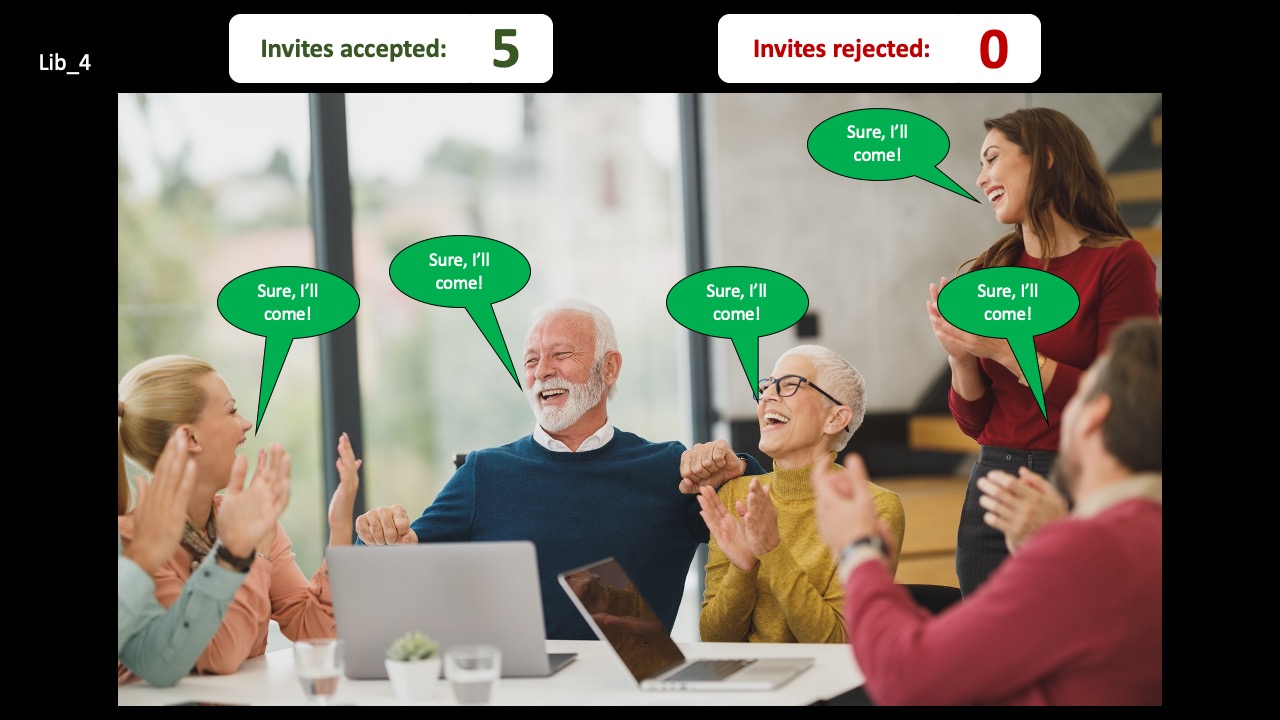 Invites accepted: 5
Invites rejected: 0
Lib_4
Sure, I’ll
come!
Sure, I’ll
come!
Sure, I’ll
come!
Sure, I’ll
come!
Sure, I’ll
come!